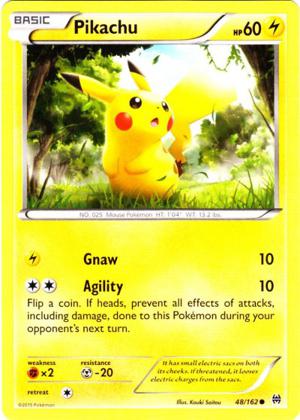 BASIC
Pikachu
HP60
NO. 025 Mouse Pokémon HT: 1'04" WT: 13.2 lbs.
Gnaw 10
Agility 10
Flip a coin. If heads, prevent all effects of attacks,
including damage, done to this Pokémon during your
opponent's next turn.
weakness resistance
×2 -20
retreat
It has small electric sacs on
both its cheeks. If threatened, it looses
electric charges from the sacs.
©2015 Pokémon
Illus. Kouki Saitou
48/162